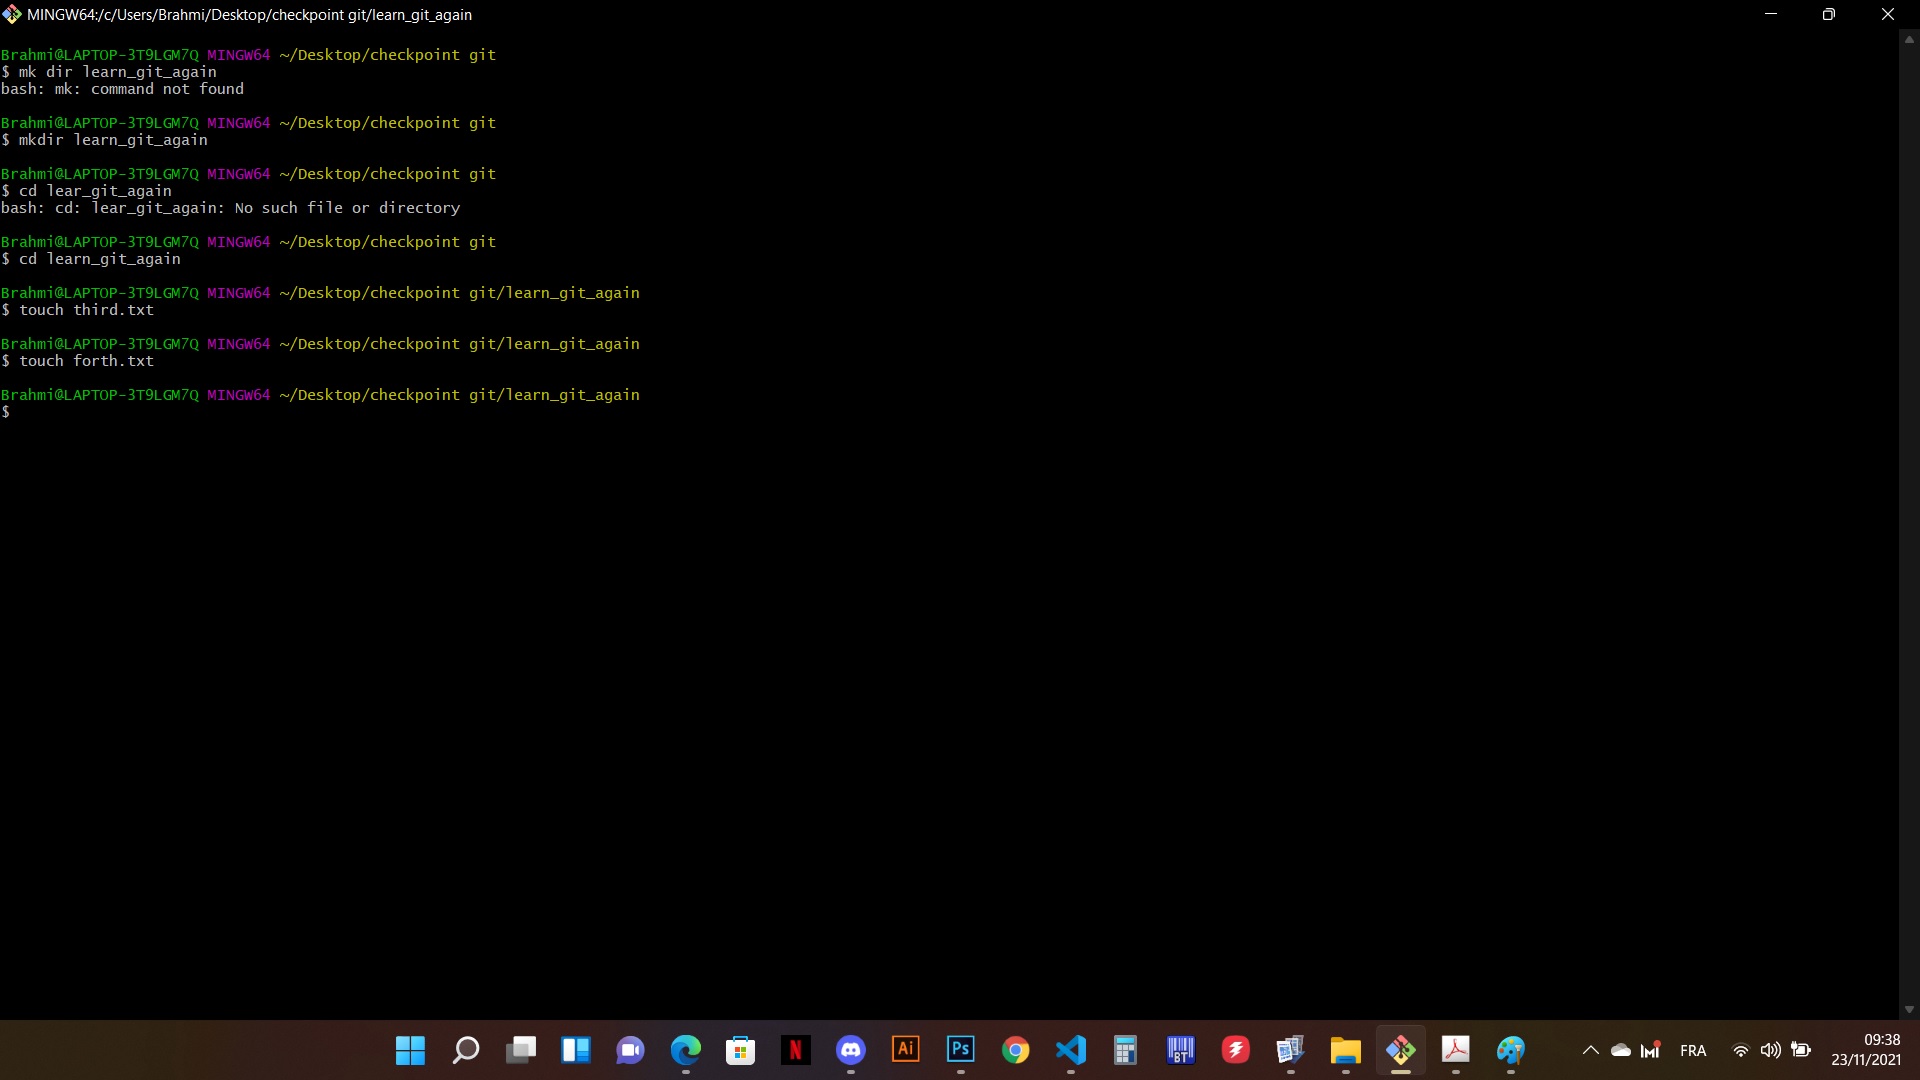 MINGW64:/c/Users/Brahmi/Desktop/checkpoint git/learn_git_again
Brahmi@LAPTOP-3T9LGM7Q MINGW64 ~/Desktop/checkpoint git
$ mk dir learn_git_again
bash: mk: command not found
Brahmi@LAPTOP-3T9LGM7Q MINGW64 ~/Desktop/checkpoint git
$ mkdir learn_git_again
Brahmi@LAPTOP-3T9LGM7Q MINGW64 ~/Desktop/checkpoint git
$ cd lear_git_again
bash: cd: lear_git_again: No such file or directory
Brahmi@LAPTOP-3T9LGM7Q MINGW64 ~/Desktop/checkpoint git
$ cd learn_git_again
Brahmi@LAPTOP-3T9LGM7Q MINGW64 ~/Desktop/checkpoint git/learn_git_again
$ touch third.txt
Brahmi@LAPTOP-3T9LGM7Q MINGW64 ~/Desktop/checkpoint git/learn_git_again
$ touch forth.txt
Brahmi@LAPTOP-3T9LGM7Q MINGW64 ~/Desktop/checkpoint git/learn_git_again
$
N Ai Ps BT FRA 09:38
23/11/2021